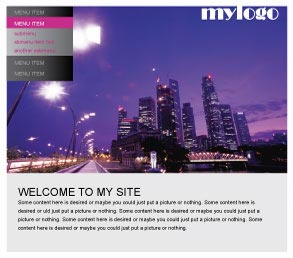 MENU ITEM
mylogo
MENU ITEM
submenu
another submenu
MENU ITEM
MENU ITEM
WELCOME TO MY SITE
Some content here is desired or maybe you could just put a picture or nothing. Some content here is
desired or uld just put a picture or nothing. Some content here is desired or maybe you could just put a
picture or nothing. Some content here is desired or maybe you could just put a picture or nothing. Some
content here is desired or maybe you could just put a picture or nothing.